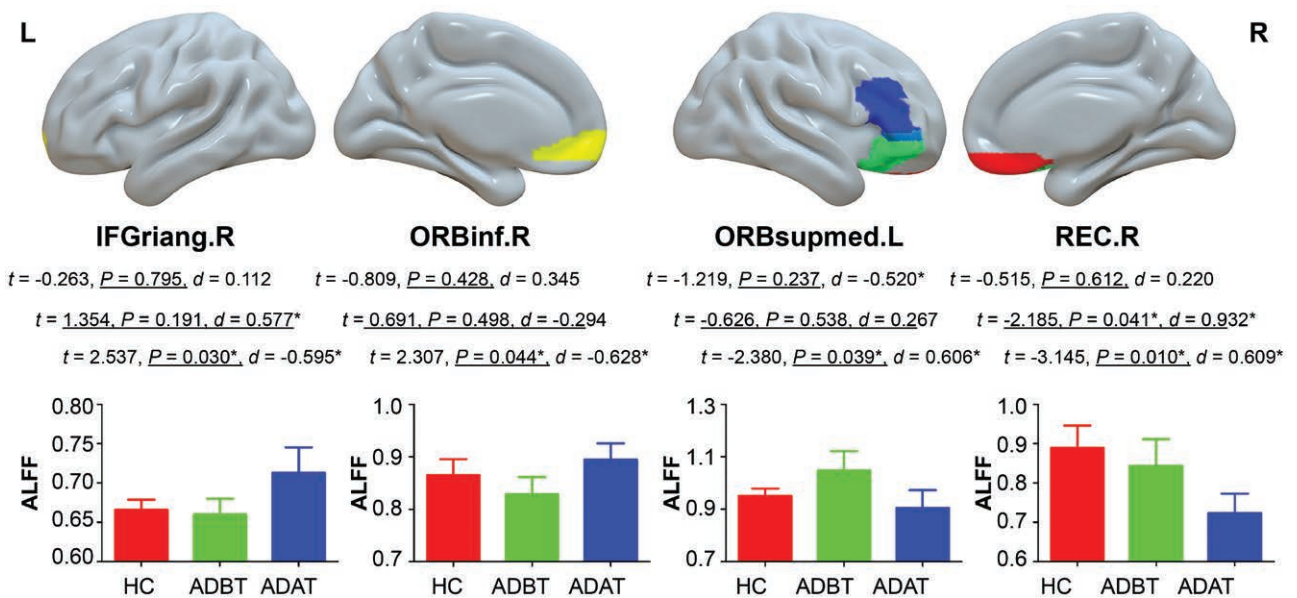 L R
IFGriang.R ORBinf.R ORBsupmed.L REC.R
t = -0.263, P = 0.795, d = 0.112 t = -0.809, P = 0.428, d = 0.345 t = -1.219, P = 0.237, d = -0.520* t = -0.515, P = 0.612, d = 0.220
t = 1.354, P = 0.191, d = 0.577* t = 0.691, P = 0.498, d = -0.294 t = -0.626, P = 0.538, d = 0.267 t = -2.185, P = 0.041*, d = 0.932*
t = 2.537, P = 0.030*, d = -0.595* t = 2.307, P = 0.044*, d = -0.628* t = -2.380, P = 0.039*, d = 0.606* t = -3.145, P = 0.010*, d = 0.609*
ALFF
0.80
0.75
0.70
0.65
0.60
HC ADBT ADAT
ALFF
1.0
0.9
0.8
0.7
HC ADBT ADAT
ALFF
1.3
1.1
0.9
0.7
HC ADBT ADAT
ALFF
1.0
0.9
0.8
0.7
0.6
HC ADBT ADAT